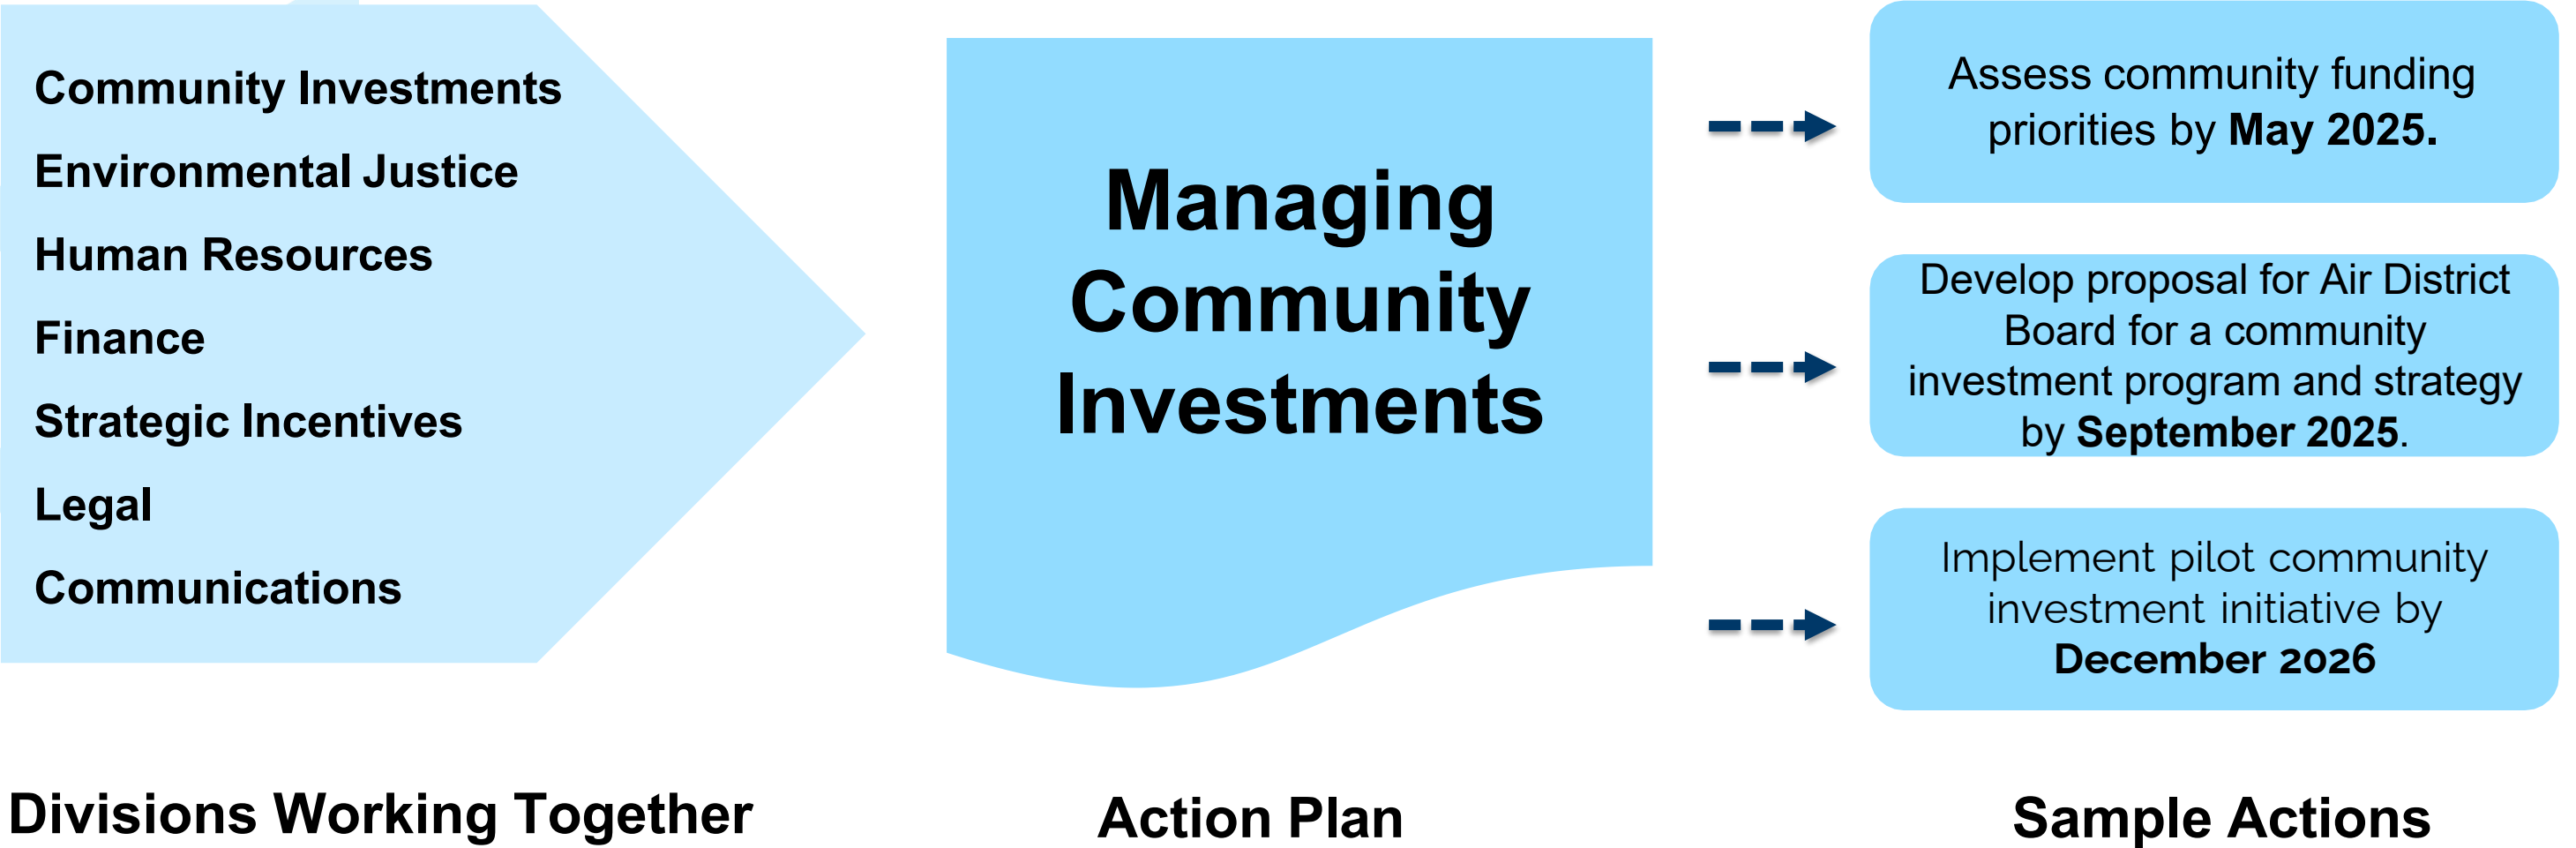 Community Investments
Environmental Justice
Human Resources
Finance
Strategic Incentives
Legal
Communications
Divisions Working Together
Managing
Community
Investments
Action Plan
Assess community funding
priorities by May 2025.
Develop proposal for Air District
Board for a community
investment program and strategy
by September 2025.
Implement pilot community
investment initiative by
December 2026
Sample Actions